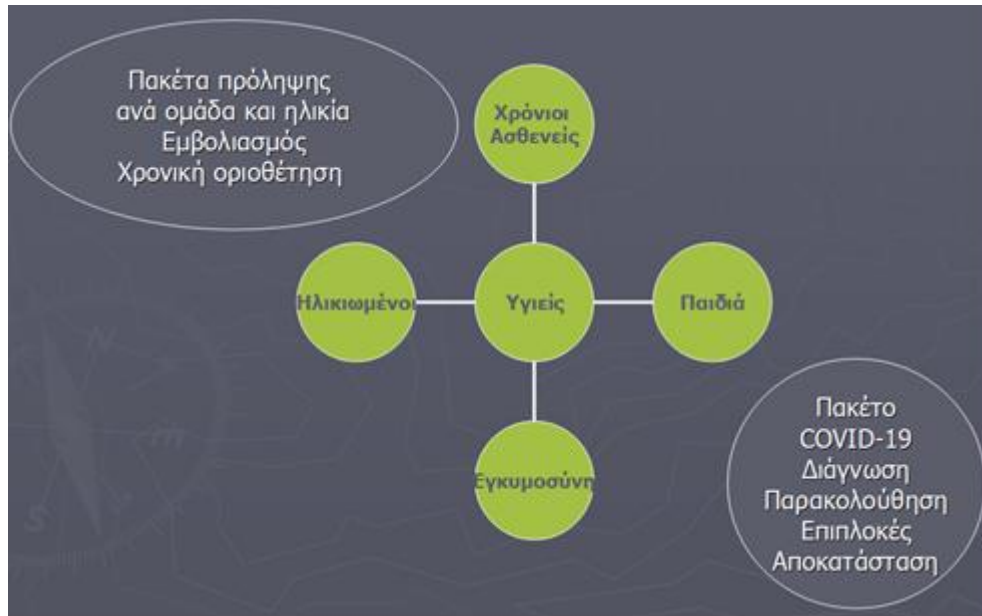 Πακέτα πρόληψης
ανά ομάδα και ηλικία
Εμβολιασμός
Χρονική οριοθέτηση
Χρόνιοι
Ασθενείς
Ηλικιωμένοι
Υγιείς
Παιδιά
Εγκυμοσύνη
Πακέτο
COVID-19
Διάγνωση
Παρακολούθηση
Επιπλοκές
Αποκατάσταση
N
E
S